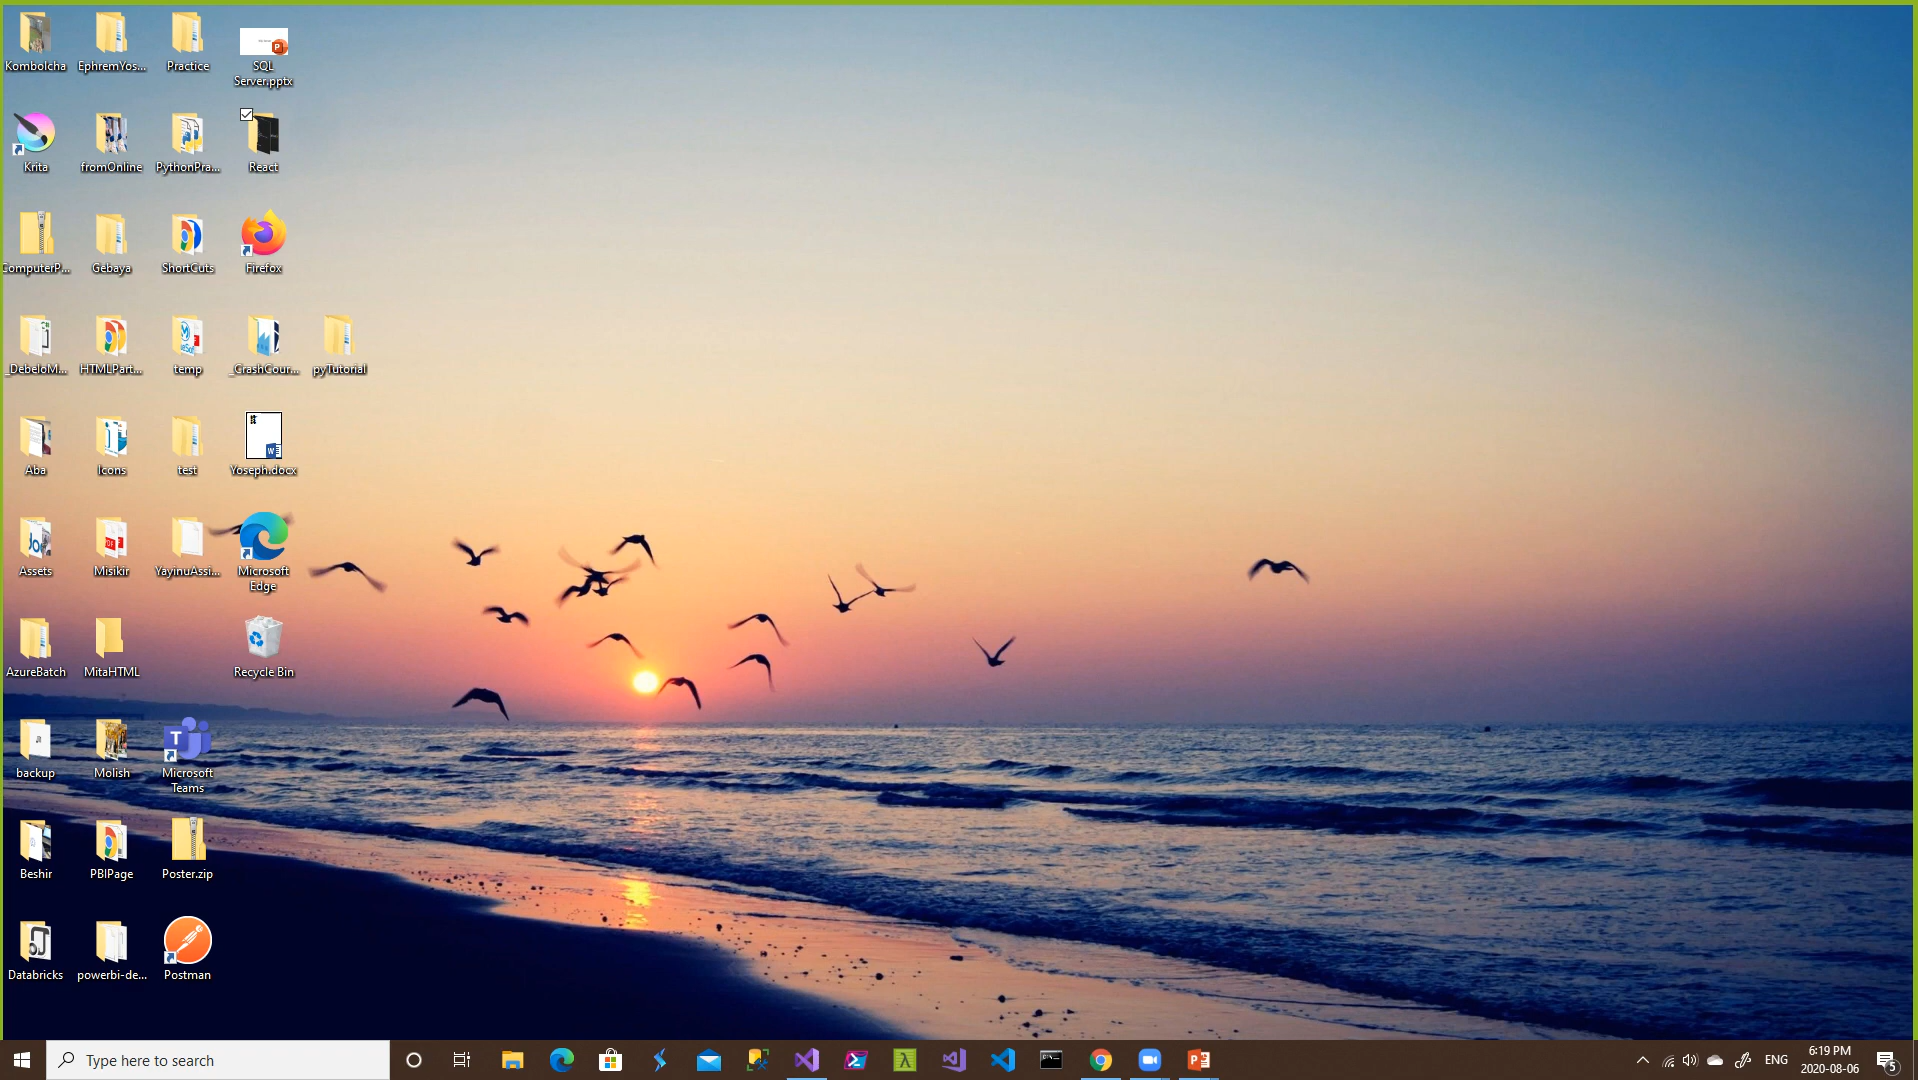 Kombolcha
EphremYos...
Practice
SQL
Server.pptx
Krita
fromOnline
PythonPra...
React
ComputerP...
Gebaya
ShortCuts
Firefox
_DebeloM...
HTMLPart...
temp
_CrashCour...
pyTutorial
Aba
Icons
test
Yoseph.docx
Assets
Misikir
YayinuAssi...
Microsoft
Edge
AzureBatch
MitaHTML
Recycle Bin
backup
Molish
Microsoft
Teams
Beshir
PBIPage
Poster.zip
Databricks
powerbi-de...
Postman
Type here to search
ENG
6:19 PM
2020-08-06
5